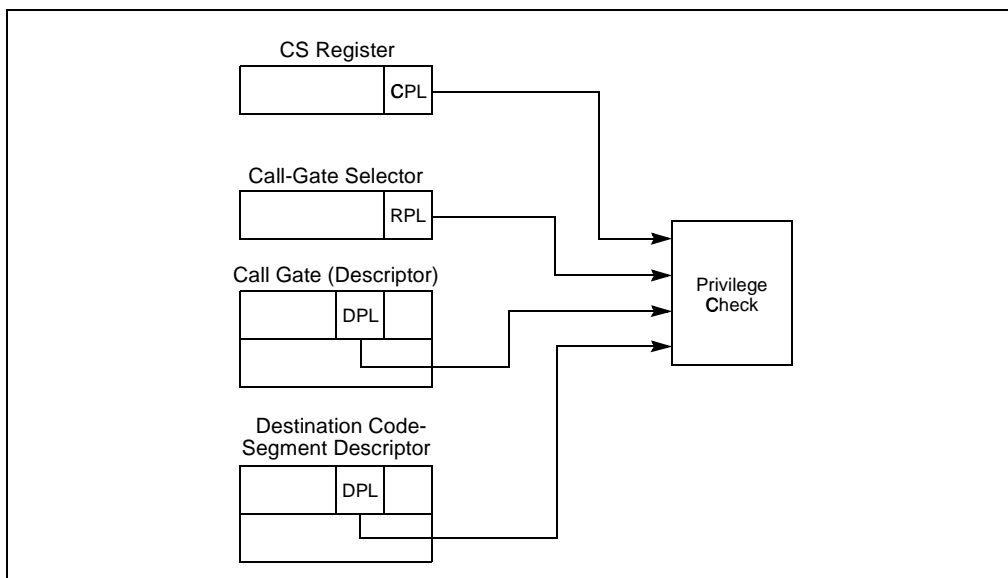 CS Register
CPL
Call-Gate Selector
RPL
Call Gate (Descriptor)
DPL
Privilege
Check
Destination Code-
Segment Descriptor
DPL